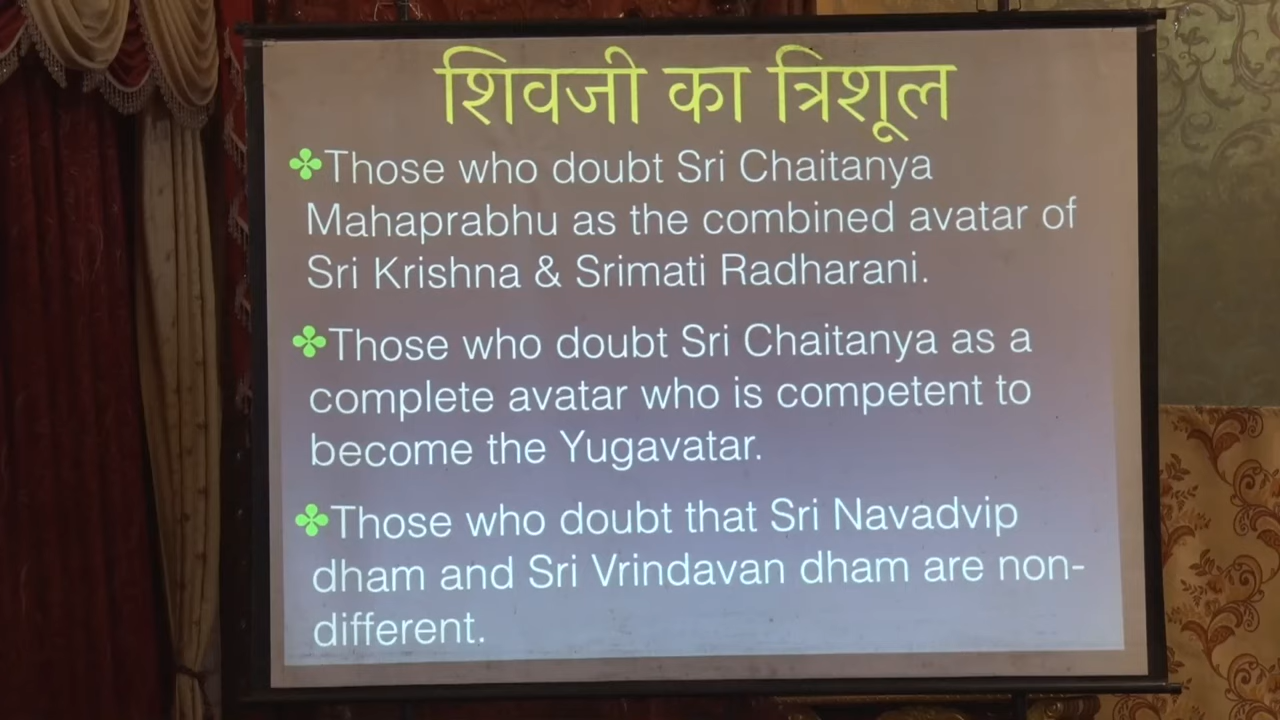 शिवजी का त्रिशूल
✤Those who doubt Sri Chaitanya
Mahaprabhu as the combined avatar of
Sri Krishna & Srimati Radharani.
✤Those who doubt Sri Chaitanya as a
complete avatar who is competent to
become the Yugavatar.
✤Those who doubt that Sri Navadvip
dham and Sri Vrindavan dham are non-
different.